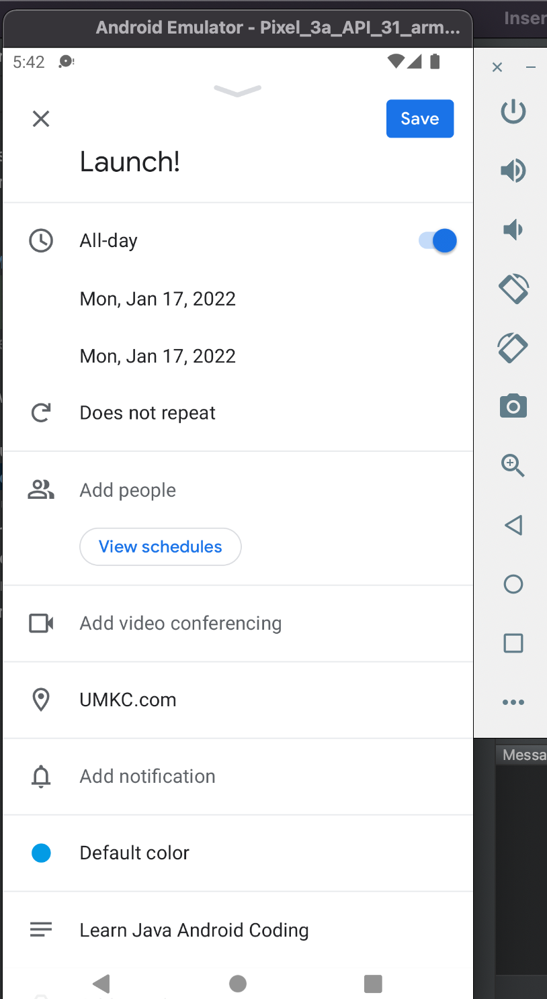 Inser
Android Emulator - Pixel_3a_API_31_arm...
5:42
Save
Launch!
All-day
Mon, Jan 17, 2022
Mon, Jan 17, 2022
Does not repeat
Add people
View schedules
Add video conferencing
UMKC.com
Add notification
Messa
Default color
Learn Java Android Coding